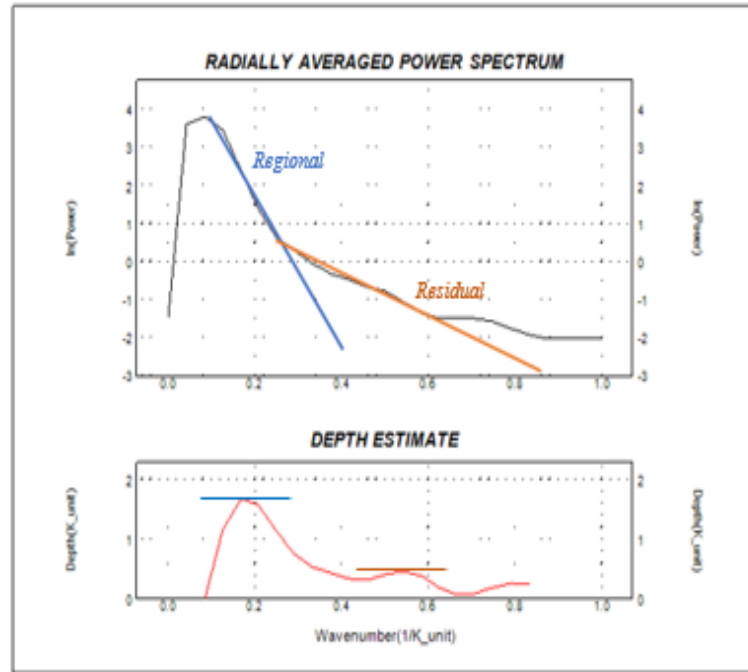 RADIALLY AVERAGED POWER SPECTRUM
4 4
Regional
3 3
2 2
ln(Power) ln(Power)
1 1
0 0
Residual
-1 -1
-2 -2
-3 -3
0.0 0.2 0.4 0.6 0.8 1.0
DEPTH ESTIMATE
2 2
Depth(K_unit) Depth(K_unit)
1 1
0 0
0.0 0.2 0.4 0.6 0.8 1.0
Wavenumber(1/K_unit)